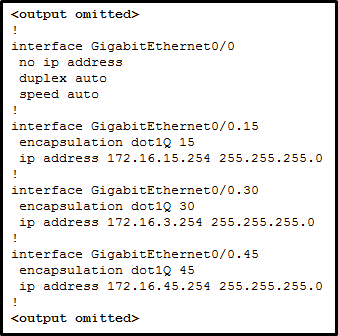 <output omitted>
!
interface GigabitEthernet0/0
 no ip address
 duplex auto
 speed auto
!
interface GigabitEthernet0/0.15
 encapsulation dot1Q 15
 ip address 172.16.15.254 255.255.255.0
!
interface GigabitEthernet0/0.30
 encapsulation dot1Q 30
 ip address 172.16.3.254 255.255.255.0
!
interface GigabitEthernet0/0.45
 encapsulation dot1Q 45
 ip address 172.16.45.254 255.255.255.0
!
<output omitted>